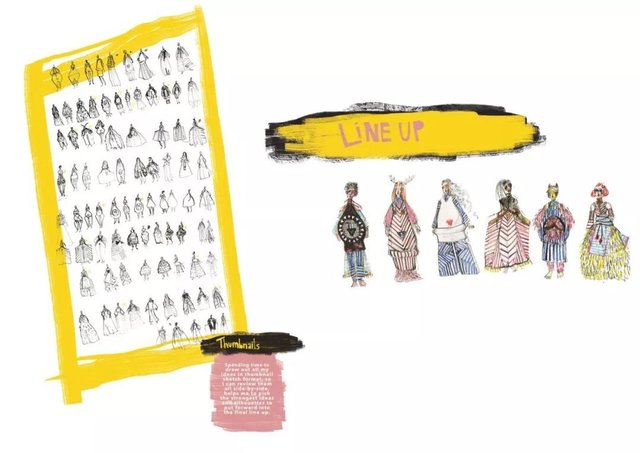 LiNE UP
Thumbnails
Spending time to
draw out all my
ideas in thumbnail
sketch format, so
I can review them
all side-by-side,
helps me to pick
the strongest ideas
and silhouettes to
put forward into
the final line up.